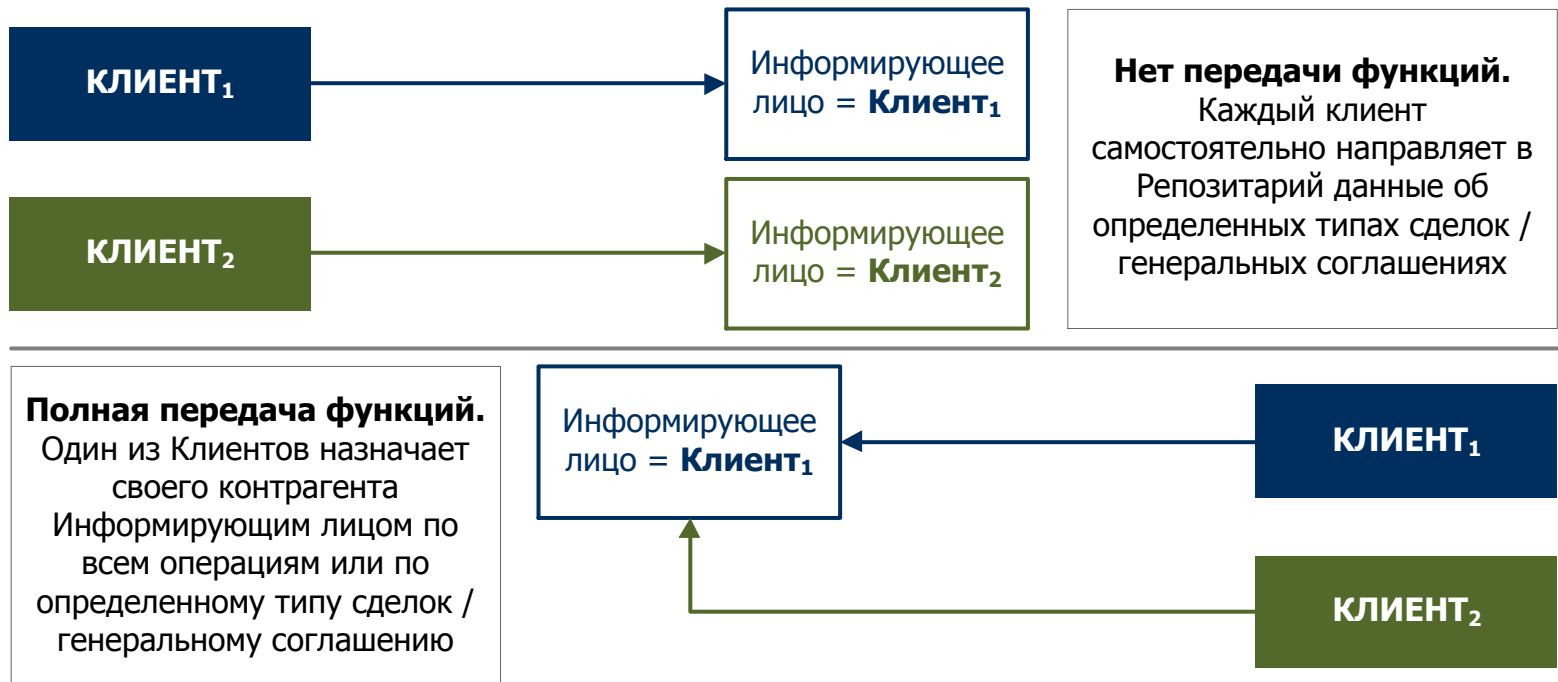 КЛИЕНТ₁
Информирующее
лицо = Клиент₁
КЛИЕНТ₂
Информирующее
лицо = Клиент₂
Нет передачи функций.
Каждый клиент
самостоятельно направляет в
Репозитарий данные об
определенных типах сделок /
генеральных соглашениях
Полная передача функций.
Один из Клиентов назначает
своего контрагента
Информирующим лицом по
всем операциям или по
определенному типу сделок /
генеральному соглашению
Информирующее
лицо = Клиент₁
КЛИЕНТ₁
КЛИЕНТ₂